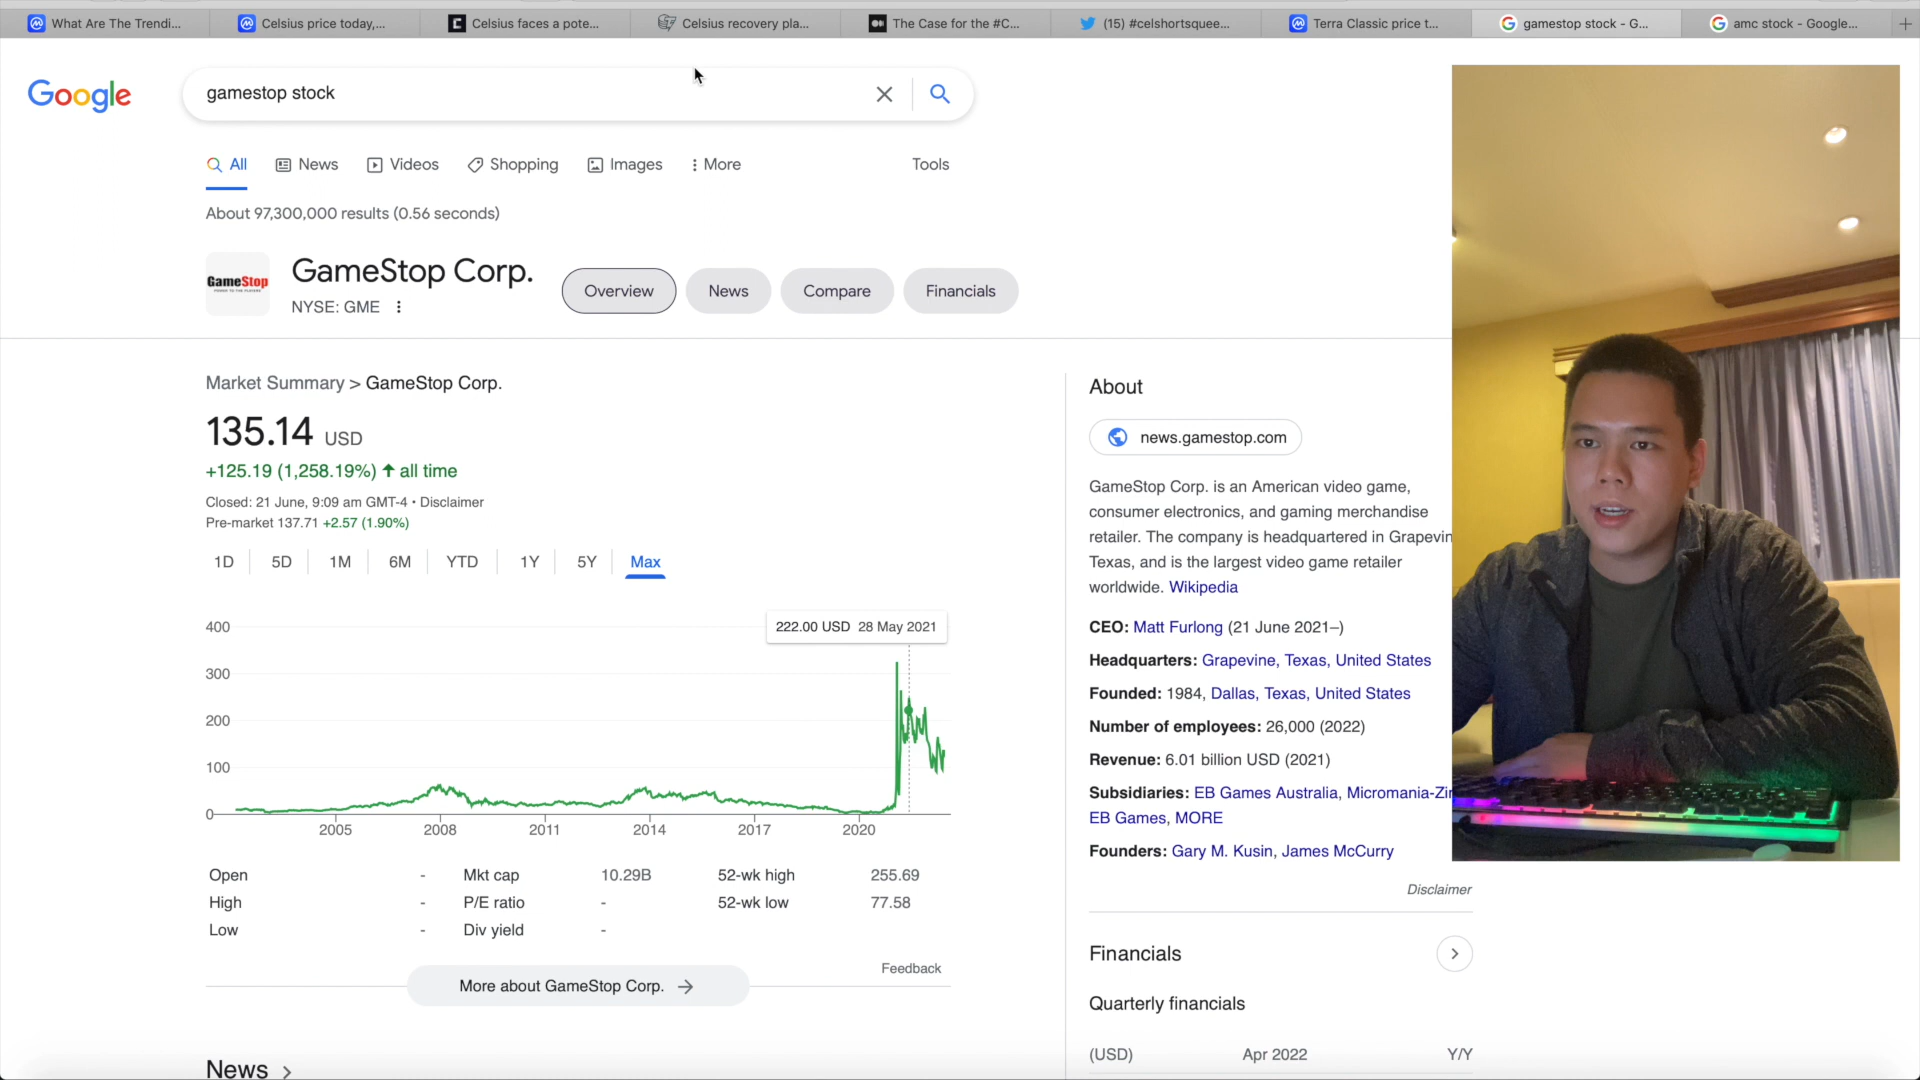 What Are The Trendi...
Celsius price today,...
Celsius faces a pote...
Celsius recovery pla...
The Case for the #C...
(15) #celshortsquee...
Terra Classic price t...
gamestop stock - G...
amc stock - Google...
Google
gamestop stock
All
News
Videos
Shopping
Images
More
Tools
About 97,300,000 results (0.56 seconds)
GameStop
POWER TO THE PLAYERS
GameStop Corp.
NYSE: GME
Overview
News
Compare
Financials
Market Summary > GameStop Corp.
135.14 USD
+125.19 (1,258.19%) ↑ all time
Closed: 21 June, 9:09 am GMT-4 • Disclaimer
Pre-market 137.71 +2.57 (1.90%)
1D
5D
1M
6M
YTD
1Y
5Y
Max
222.00 USD 28 May 2021
400
300
200
100
0
2005
2008
2011
2014
2017
2020
Open - Mkt cap 10.29B 52-wk high 255.69
High - P/E ratio - 52-wk low 77.58
Low - Div yield -
Feedback
More about GameStop Corp. →
News >
About
news.gamestop.com
GameStop Corp. is an American video game,
consumer electronics, and gaming merchandise
retailer. The company is headquartered in Grapevin
Texas, and is the largest video game retailer
worldwide. Wikipedia
CEO: Matt Furlong (21 June 2021–)
Headquarters: Grapevine, Texas, United States
Founded: 1984, Dallas, Texas, United States
Number of employees: 26,000 (2022)
Revenue: 6.01 billion USD (2021)
Subsidiaries: EB Games Australia, Micromania-Zin
EB Games, MORE
Founders: Gary M. Kusin, James McCurry
Disclaimer
Financials
Quarterly financials
(USD) Apr 2022 Y/Y